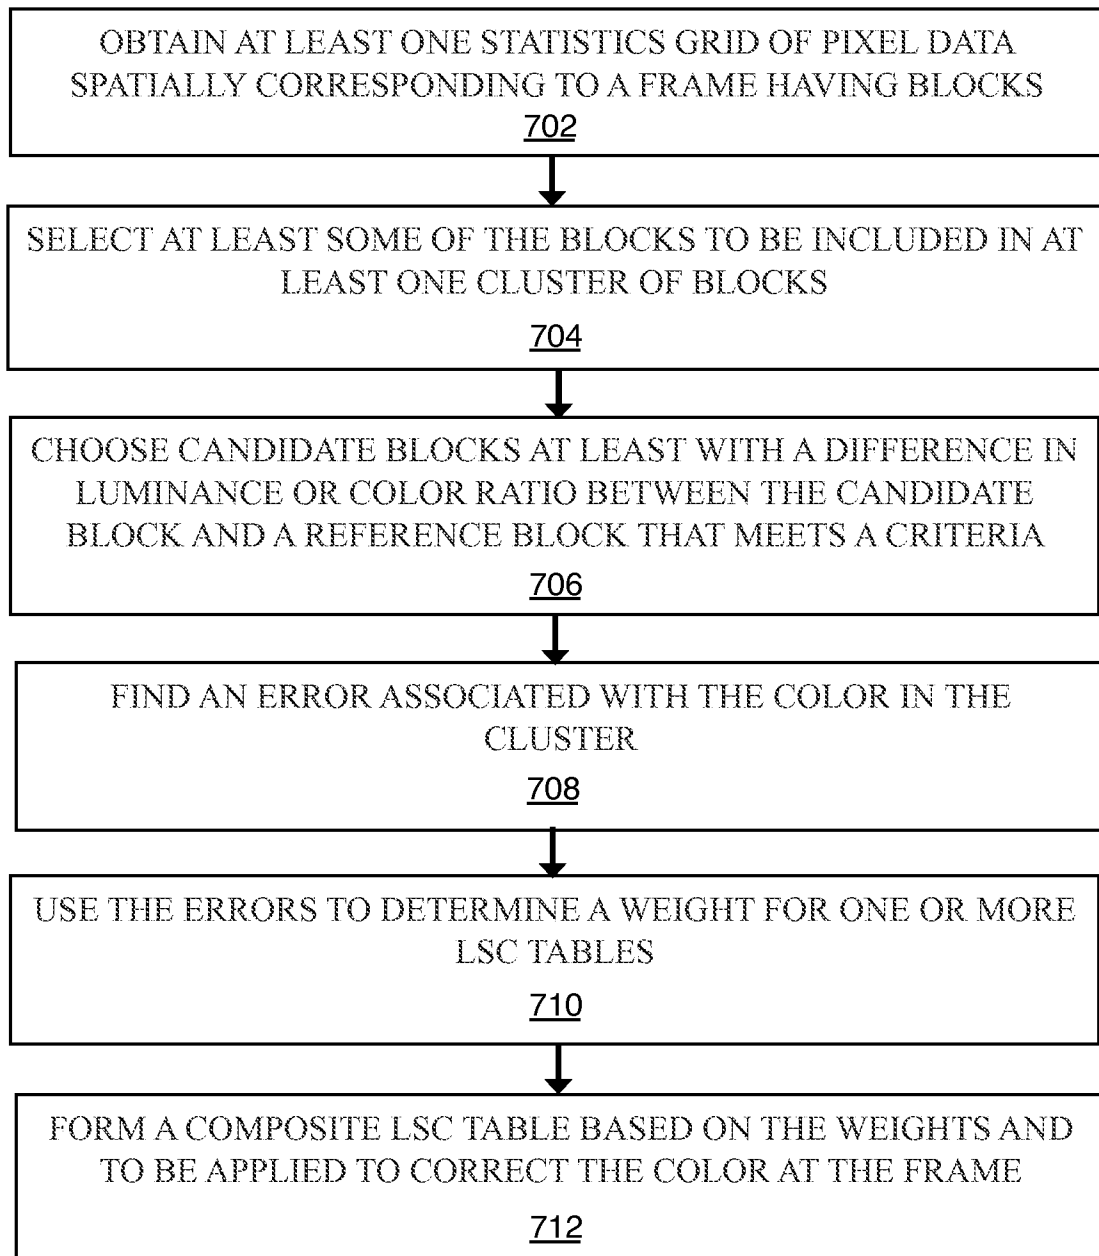 OBTAIN AT LEAST ONE STATISTICS GRID OF PIXEL DATA
SPATIALLY CORRESPONDING TO A FRAME HAVING BLOCKS
702
SELECT AT LEAST SOME OF THE BLOCKS TO BE INCLUDED IN AT
LEAST ONE CLUSTER OF BLOCKS
704
CHOOSE CANDIDATE BLOCKS AT LEAST WITH A DIFFERENCE IN
LUMINANCE OR COLOR RATIO BETWEEN THE CANDIDATE
BLOCK AND A REFERENCE BLOCK THAT MEETS A CRITERIA
706
FIND AN ERROR ASSOCIATED WITH THE COLOR IN THE
CLUSTER
708
USE THE ERRORS TO DETERMINE A WEIGHT FOR ONE OR MORE
LSC TABLES
710
FORM A COMPOSITE LSC TABLE BASED ON THE WEIGHTS AND
TO BE APPLIED TO CORRECT THE COLOR AT THE FRAME
712